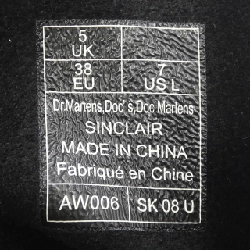 5
UK
38
EU
7
US L
Dr.Martens,Doc's,Doc Martens
SINCLAIR
MADE IN CHINA
Fabriqué en Chine
AW006
SK 08 U